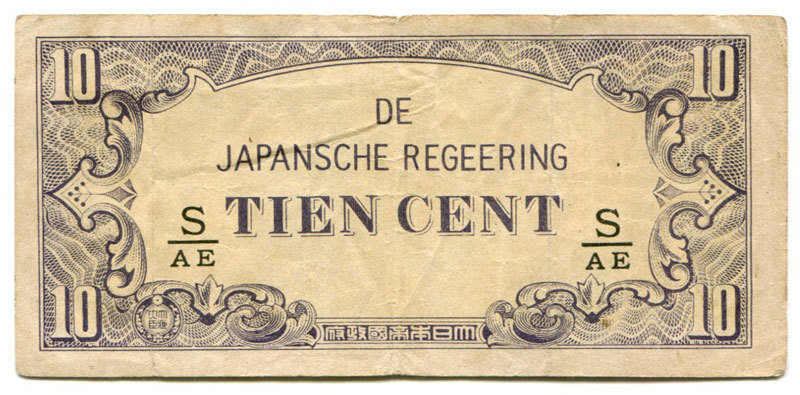 10 10
DE
JAPANSCHE REGEERING
TIEN CENT
S/AE S/AE
10 10
大日本帝國政府